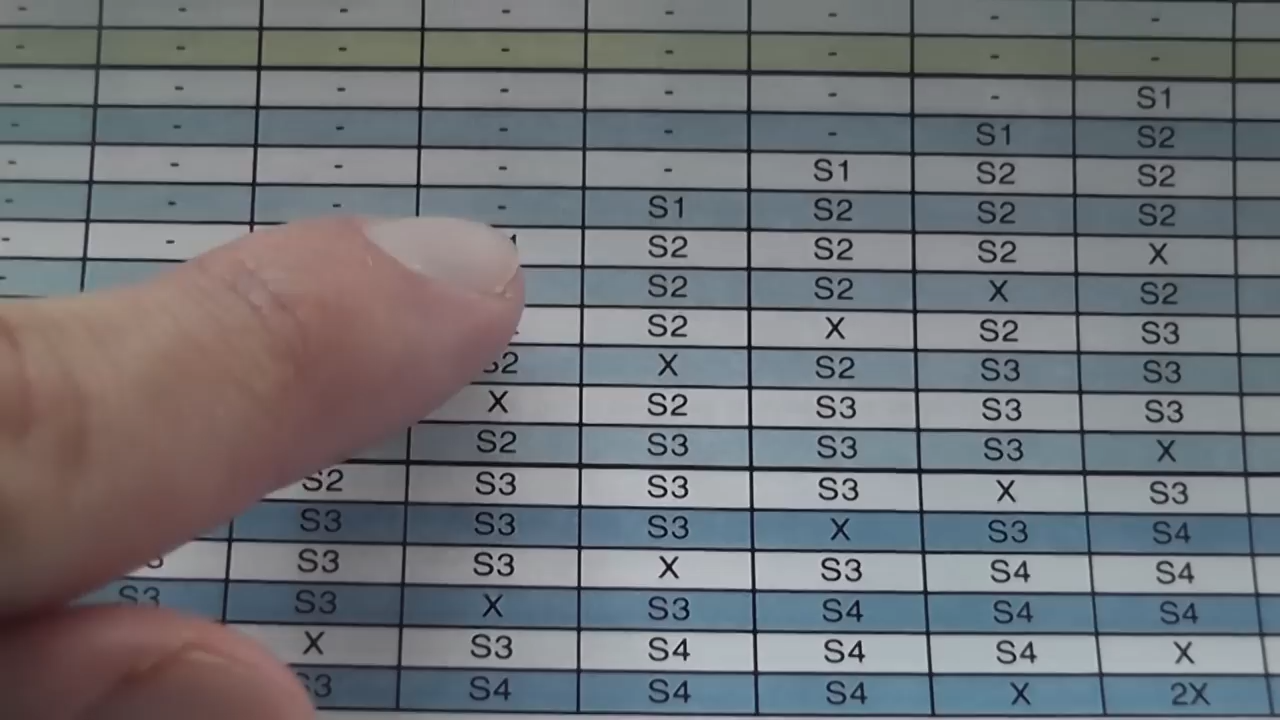 - - - - - - - -
- - - - - - - -
- - - - - - - S1
- - - - - - S1 S2
- - - - - S1 S2 S2
- - - - S1 S2 S2 S2
- - S2 S2 S2 X
- S2 S2 X S2
S2 X S2 S3
X S2 S3 S3
X S2 S3 S3 S3
S2 S3 S3 S3 X
S2 S3 S3 S3 X S3
S3 S3 S3 X S3 S4
S3 S3 X S3 S4 S4
S3 S3 X S3 S4 S4 S4
X S3 S4 S4 S4 X
S4 S4 S4 X 2X